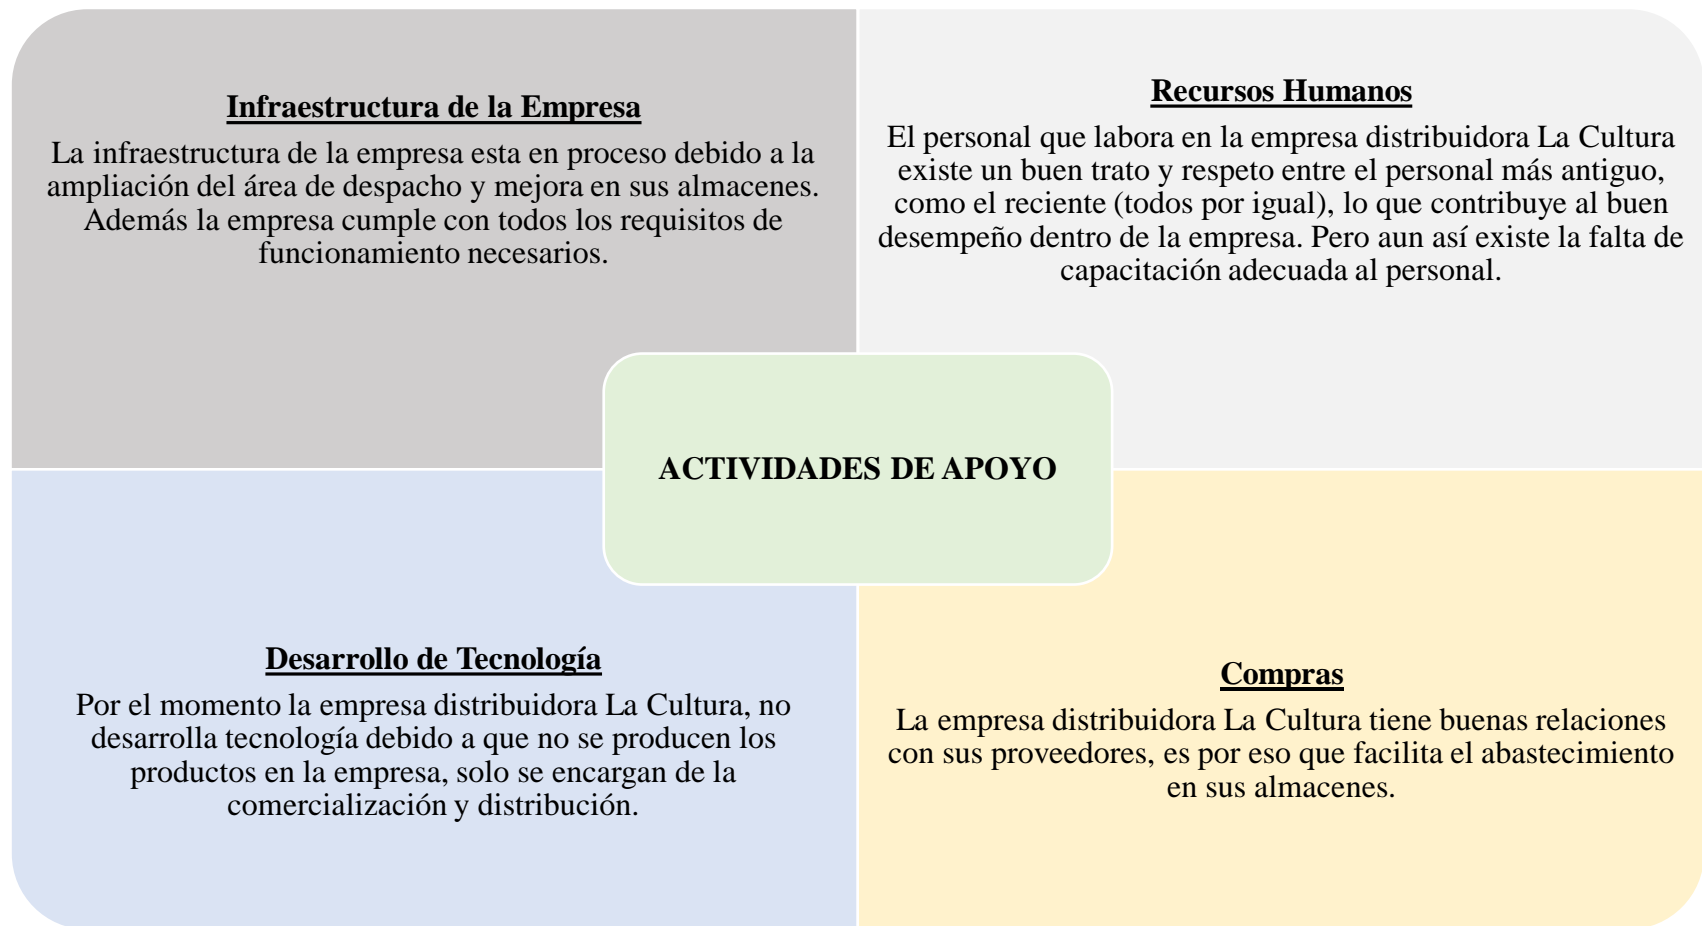 Infraestructura de la Empresa
La infraestructura de la empresa esta en proceso debido a la
ampliación del área de despacho y mejora en sus almacenes.
Además la empresa cumple con todos los requisitos de
funcionamiento necesarios.
Recursos Humanos
El personal que labora en la empresa distribuidora La Cultura
existe un buen trato y respeto entre el personal más antiguo,
como el reciente (todos por igual), lo que contribuye al buen
desempeño dentro de la empresa. Pero aun así existe la falta de
capacitación adecuada al personal.
ACTIVIDADES DE APOYO
Desarrollo de Tecnología
Por el momento la empresa distribuidora La Cultura, no
desarrolla tecnología debido a que no se producen los
productos en la empresa, solo se encargan de la
comercialización y distribución.
Compras
La empresa distribuidora La Cultura tiene buenas relaciones
con sus proveedores, es por eso que facilita el abastecimiento
en sus almacenes.